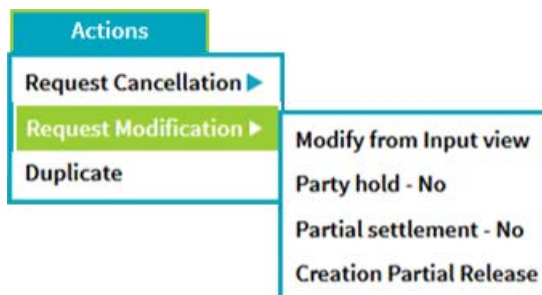 Actions
Request Cancellation
Request Modification
Duplicate
Modify from Input view
Party hold - No
Partial settlement - No
Creation Partial Release